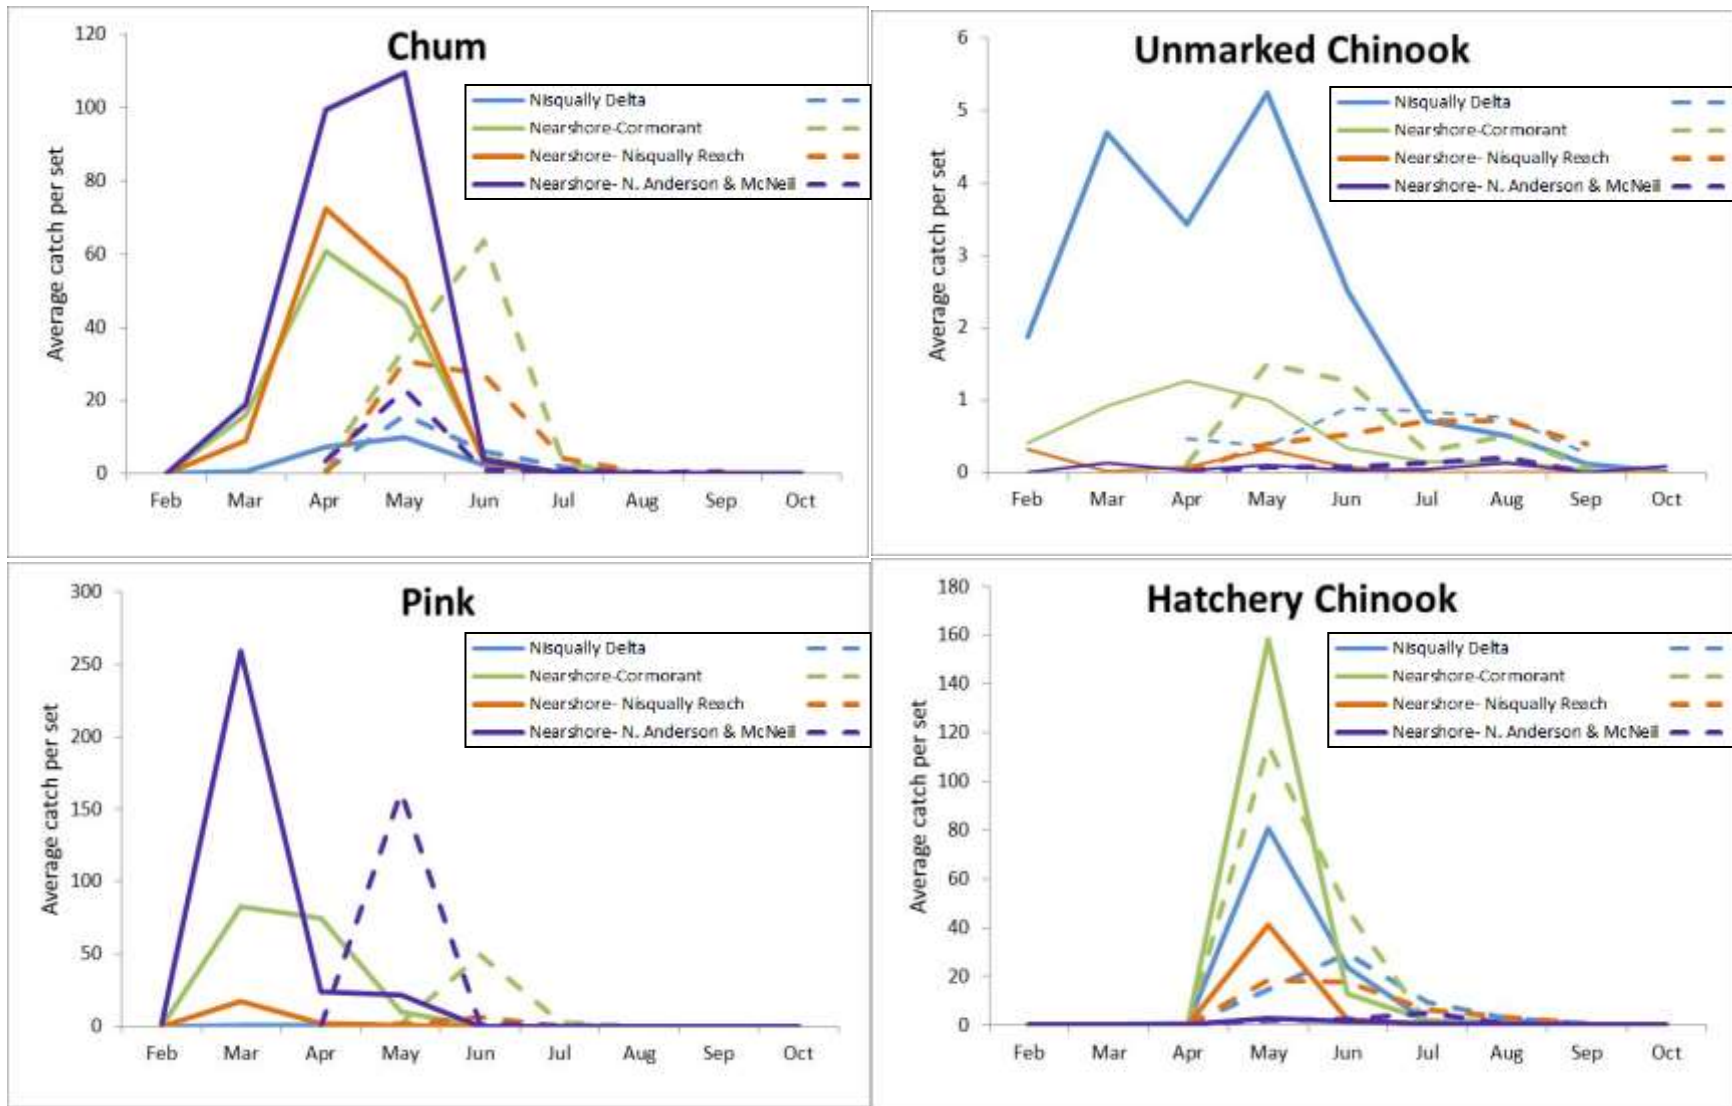 Chum
120
100
80
60
40
20
0
Average catch per set
Nisqually Delta
Nearshore-Cormorant
Nearshore- Nisqually Reach
Nearshore- N. Anderson & McNeil
Feb Mar Apr May Jun Jul Aug Sep Oct
Unmarked Chinook
6
5
4
3
2
1
0
Average catch per set
Nisqually Delta
Nearshore-Cormorant
Nearshore- Nisqually Reach
Nearshore- N. Anderson & McNeil
Feb Mar Apr May Jun Jul Aug Sep Oct
Pink
300
250
200
150
100
50
0
Average catch per set
Nisqually Delta
Nearshore-Cormorant
Nearshore- Nisqually Reach
Nearshore- N. Anderson & McNeil
Feb Mar Apr May Jun Jul Aug Sep Oct
Hatchery Chinook
180
160
140
120
100
80
60
40
20
0
Average catch per set
Nisqually Delta
Nearshore-Cormorant
Nearshore- Nisqually Reach
Nearshore- N. Anderson & McNeil
Feb Mar Apr May Jun Jul Aug Sep Oct